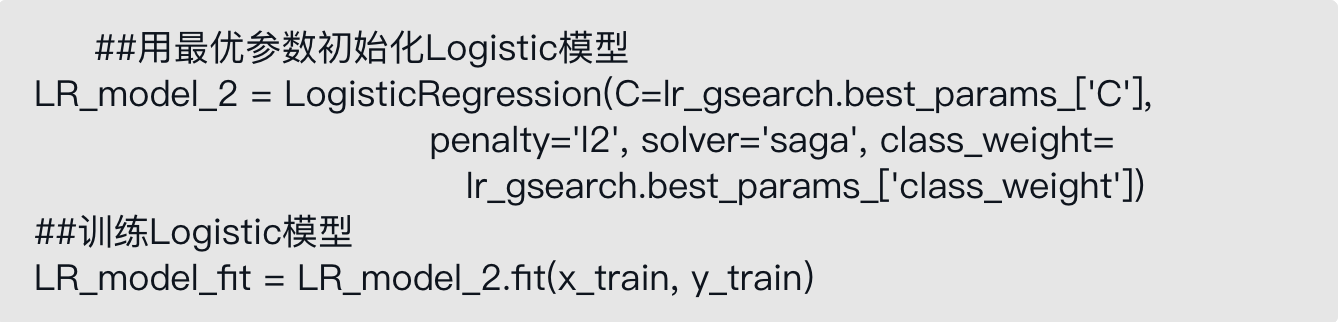 ##用最优参数初始化Logistic模型
LR_model_2 = LogisticRegression(C=lr_gsearch.best_params_['C'],
penalty='l2', solver='saga', class_weight=
lr_gsearch.best_params_['class_weight'])
##训练Logistic模型
LR_model_fit = LR_model_2.fit(x_train, y_train)